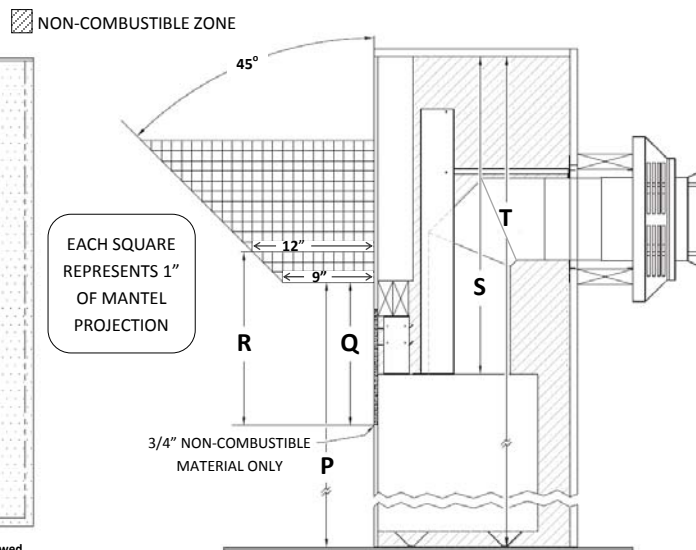 NON-COMBUSTIBLE ZONE
45°
12"
9"
EACH SQUARE
REPRESENTS 1"
OF MANTEL
PROJECTION
T
S
R
Q
3/4" NON-COMBUSTIBLE
MATERIAL ONLY
P